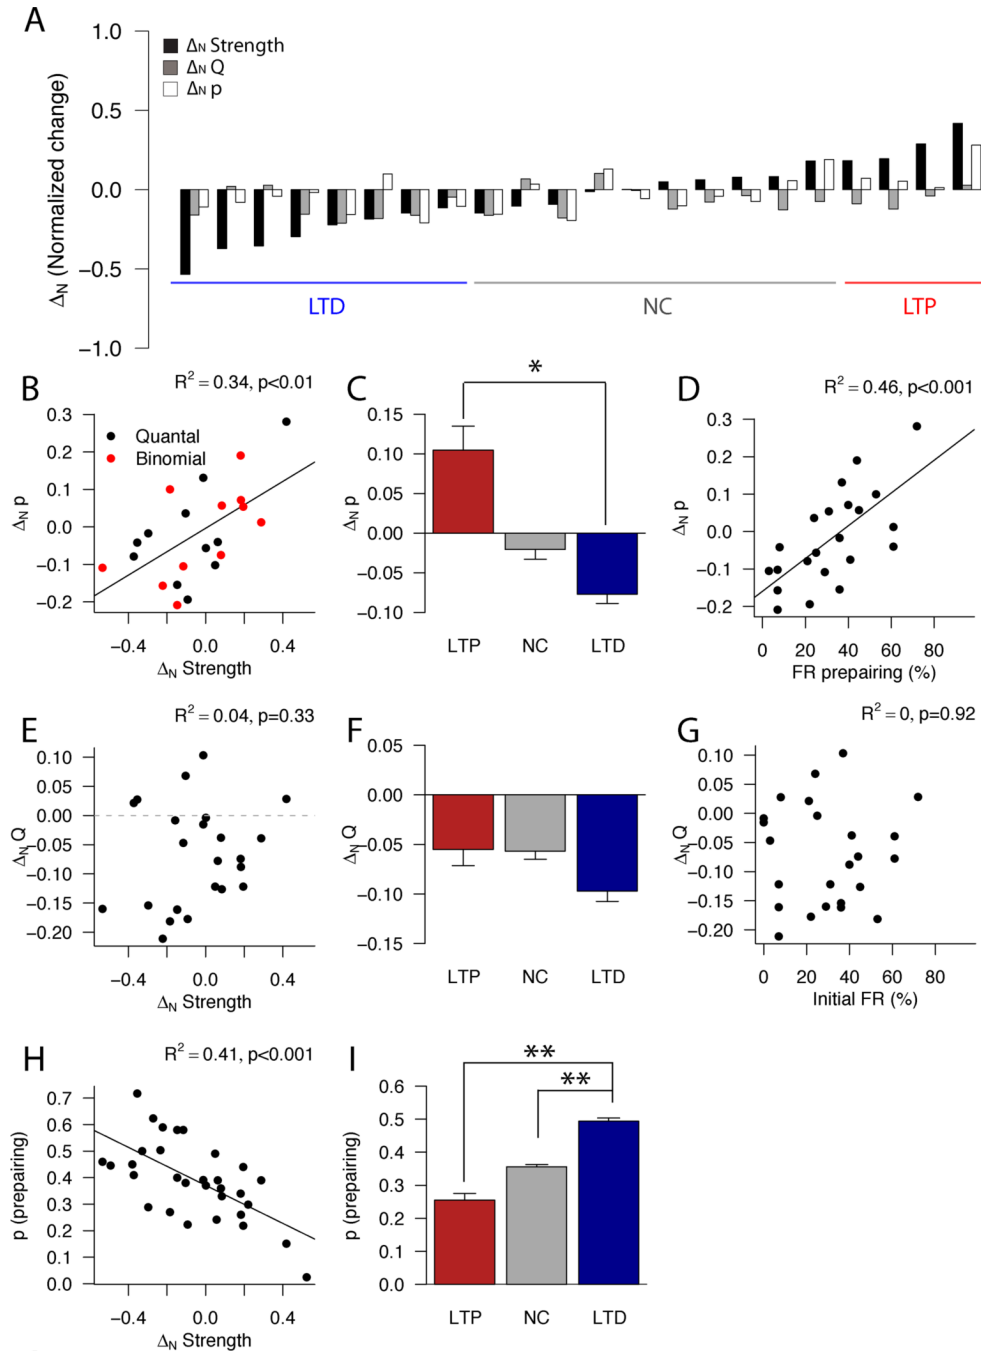 A
1.0
0.5
0.0
−0.5
−1.0
ΔN (Normalized change)
ΔN Strength
ΔN Q
ΔN p
LTD
NC
LTP
B
R² = 0.34, p<0.01
0.3
0.2
0.1
0.0
−0.1
−0.2
ΔN p
Quantal
Binomial
−0.4 0.0 0.4
ΔN Strength
C
*
0.15
0.10
0.05
0.00
−0.05
−0.10
ΔN p
LTP NC LTD
D
R² = 0.46, p<0.001
0.3
0.2
0.1
0.0
−0.1
−0.2
ΔN p
0 20 40 60 80
FR prepairing (%)
E
R² = 0.04, p=0.33
0.10
0.05
0.00
−0.05
−0.10
−0.15
−0.20
ΔN Q
−0.4 0.0 0.4
ΔN Strength
F
0.05
0.00
−0.05
−0.10
−0.15
ΔN Q
LTP NC LTD
G
R² = 0, p=0.92
0.10
0.05
0.00
−0.05
−0.10
−0.15
−0.20
ΔN Q
0 20 40 60 80
Initial FR (%)
H
R² = 0.41, p<0.001
0.7
0.6
0.5
0.4
0.3
0.2
0.1
0.0
p (prepairing)
−0.4 0.0 0.4
ΔN Strength
I
**
**
0.6
0.5
0.4
0.3
0.2
0.1
0.0
p (prepairing)
LTP NC LTD